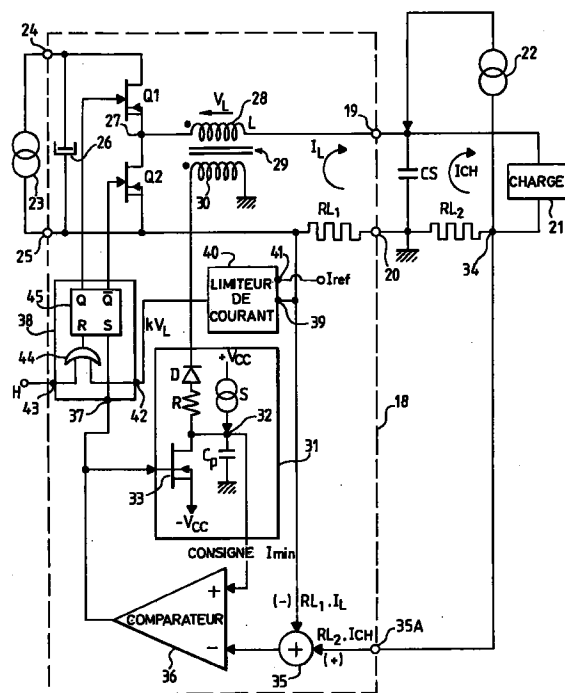 24
Q1
27
26
23
Q2
25
V_L
28
L
29
30
19
I_L
22
CS
ICH
CHARGE
21
RL1
20
RL2
34
45
38
Q
Q̄
R
S
44
H
43
42
37
40
41
LIMITEUR
DE
COURANT
Iref
39
kV_L
18
+VCC
D
R
S
32
Cp
31
33
-VCC
CONSIGNE Imin
+
COMPARATEUR
−
36
(-) RL1.I_L
+
35
RL2.ICH
(+)
35A